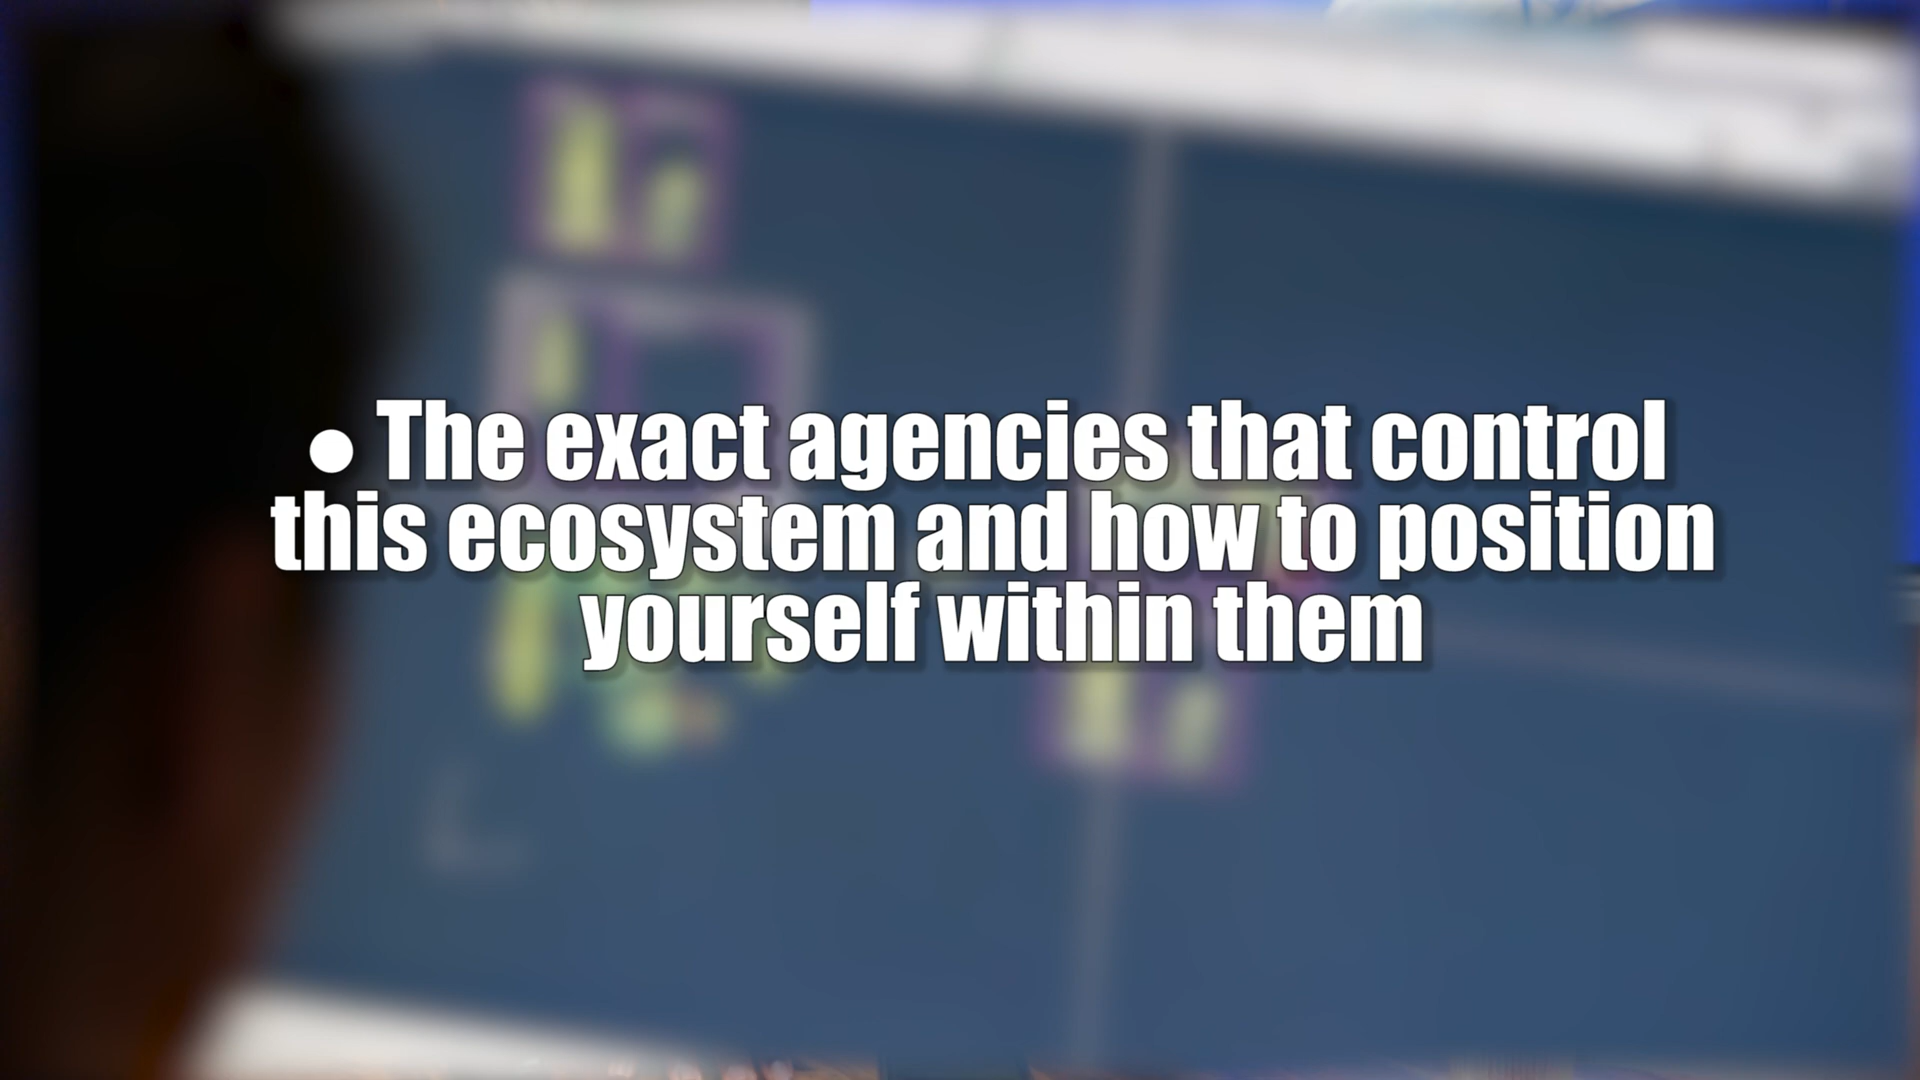 • The exact agencies that control
this ecosystem and how to position
yourself within them